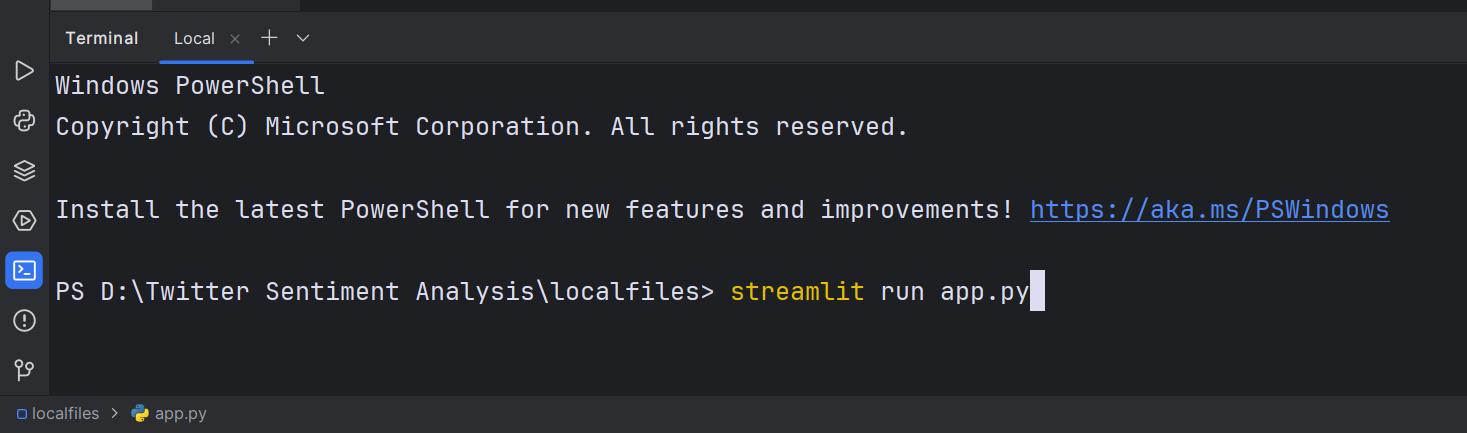 Terminal Local
Windows PowerShell
Copyright (C) Microsoft Corporation. All rights reserved.
Install the latest PowerShell for new features and improvements! https://aka.ms/PSWindows
PS D:\Twitter Sentiment Analysis\localfiles> streamlit run app.py
localfiles > app.py